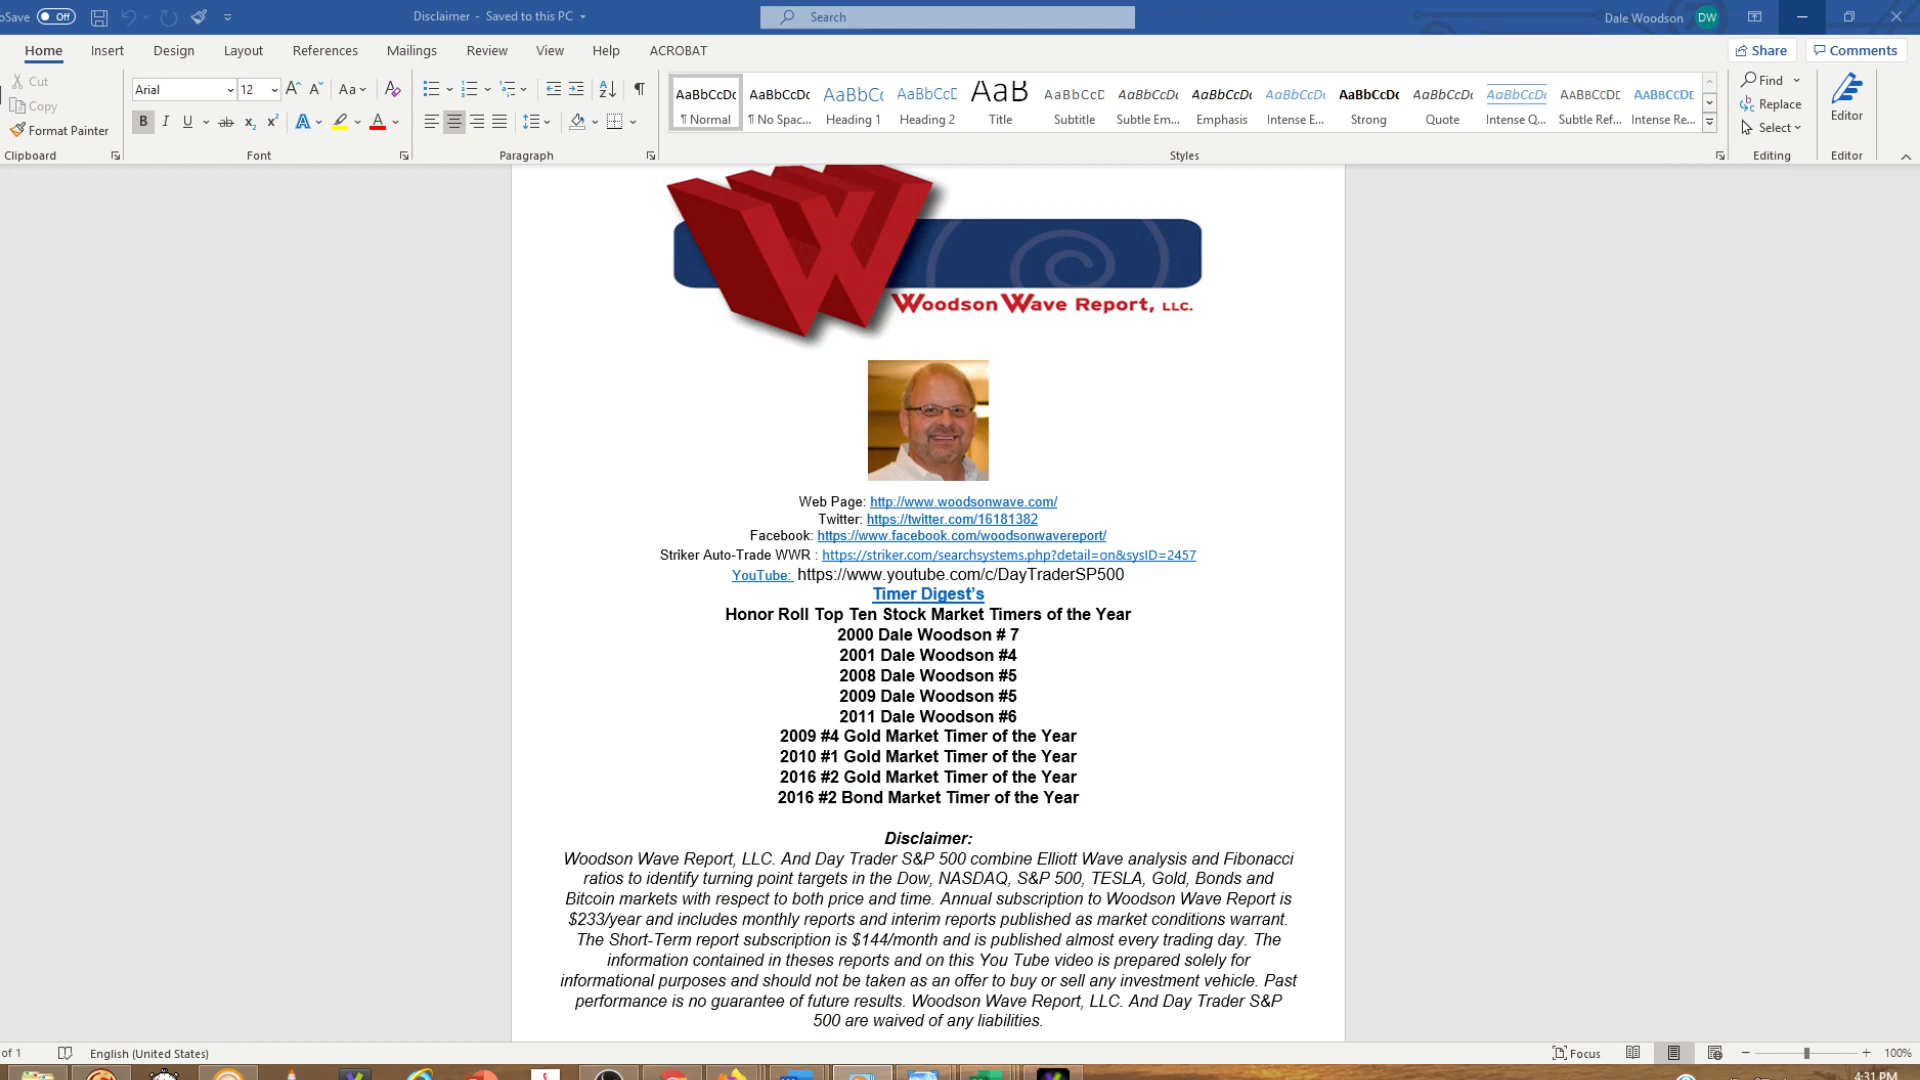 oSave Off Disclaimer - Saved to this PC Search Dale Woodson DW
Home Insert Design Layout References Mailings Review View Help ACROBAT Share Comments
Cut
Copy
Format Painter
Clipboard
Arial 12 Aa
B I U ab x2 x2 A A
Font
Paragraph
AaBbCcDc AaBbCcDc AaBbCc AaBbCcD AaB AaBbCcD AaBbCcDc AaBbCcDc AaBbCcDc AaBbCcDc AaBbCcDc AaBbCcDc AABBCCDD AABBCCDD
¶ Normal ¶ No Spac... Heading 1 Heading 2 Title Subtitle Subtle Em... Emphasis Intense E... Strong Quote Intense Q... Subtle Ref... Intense Re...
Styles
Find
Replace
Select
Editing
Editor
Editor
Woodson Wave Report, LLC.
Web Page: http://www.woodsonwave.com/
Twitter: https://twitter.com/16181382
Facebook: https://www.facebook.com/woodsonwavereport/
Striker Auto-Trade WWR : https://striker.com/searchsystems.php?detail=on&sysID=2457
YouTube: https://www.youtube.com/c/DayTraderSP500
Timer Digest's
Honor Roll Top Ten Stock Market Timers of the Year
2000 Dale Woodson # 7
2001 Dale Woodson #4
2008 Dale Woodson #5
2009 Dale Woodson #5
2011 Dale Woodson #6
2009 #4 Gold Market Timer of the Year
2010 #1 Gold Market Timer of the Year
2016 #2 Gold Market Timer of the Year
2016 #2 Bond Market Timer of the Year
Disclaimer:
Woodson Wave Report, LLC. And Day Trader S&P 500 combine Elliott Wave analysis and Fibonacci
ratios to identify turning point targets in the Dow, NASDAQ, S&P 500, TESLA, Gold, Bonds and
Bitcoin markets with respect to both price and time. Annual subscription to Woodson Wave Report is
$233/year and includes monthly reports and interim reports published as market conditions warrant.
The Short-Term report subscription is $144/month and is published almost every trading day. The
information contained in theses reports and on this You Tube video is prepared solely for
informational purposes and should not be taken as an offer to buy or sell any investment vehicle. Past
performance is no guarantee of future results. Woodson Wave Report, LLC. And Day Trader S&P
500 are waived of any liabilities.
of 1 English (United States) Focus 100%
4:31 PM